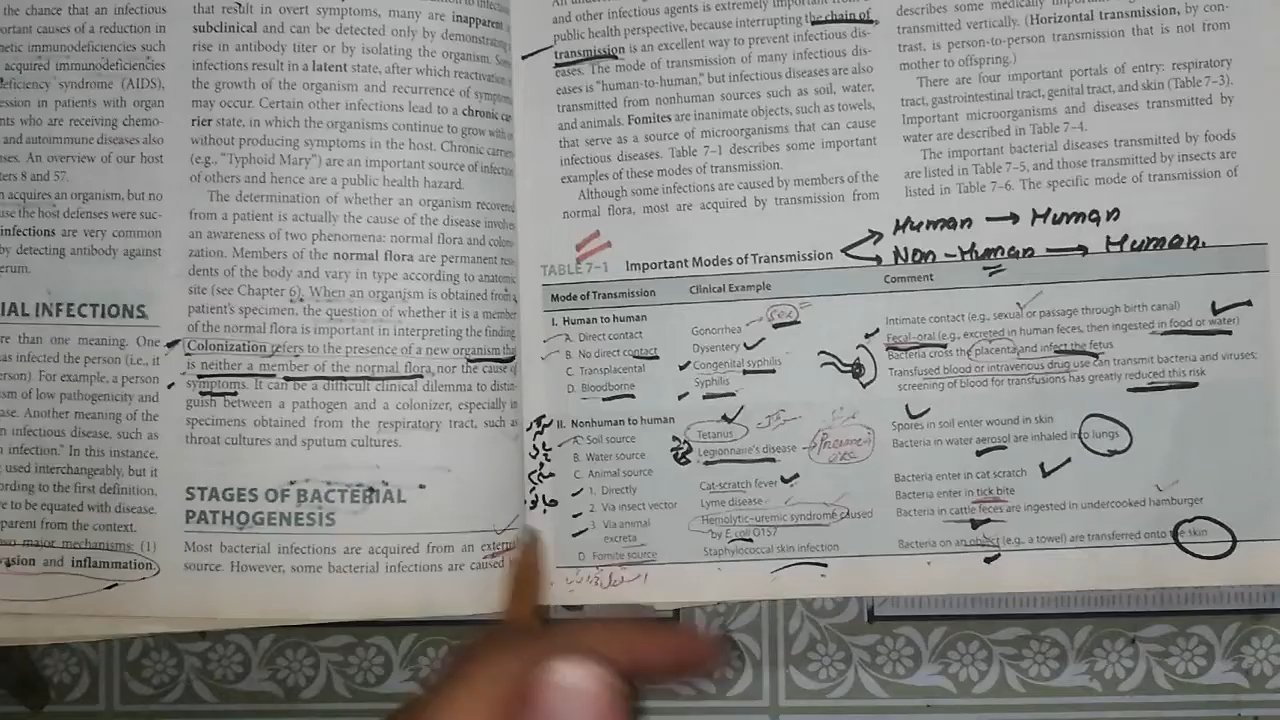 the chance that an infectious
ortant causes of a reduction in
netic immunodeficiencies such
acquired immunodeficiencies
deficiency syndrome (AIDS),
ession in patients with organ
nts who are receiving chemo-
and autoimmune diseases also
ses. An overview of our host
ters 8 and 57.
n acquires an organism, but no
use the host defenses were suc-
infections are very common
by detecting antibody against
erum.
IAL INFECTIONS
re than one meaning. One
has infected the person (i.e., it
erson). For example, a person
sm of low pathogenicity and
ase. Another meaning of the
n infectious disease, such as
infection." In this instance,
used interchangeably, but it
ording to the first definition,
e to be equated with disease.
parent from the context.
two major mechanisms: (1)
asion and inflammation.
that result in overt symptoms, many are inapparent
subclinical and can be detected only by demonstrating
rise in antibody titer or by isolating the organism.
infections result in a latent state, after which reactivation
the growth of the organism and recurrence of symptoms
may occur. Certain other infections lead to a chronic car
rier state, in which the organisms continue to grow with
without producing symptoms in the host. Chronic carriers
(e.g., "Typhoid Mary") are an important source of infection
of others and hence are a public health hazard.
The determination of whether an organism recovered
from a patient is actually the cause of the disease involves
an awareness of two phenomena: normal flora and coloni
zation. Members of the normal flora are permanent resi
dents of the body and vary in type according to anatomic
site (see Chapter 6). When an organism is obtained from a
patient's specimen, the question of whether it is a member
of the normal flora is important in interpreting the finding
Colonization refers to the presence of a new organism tha
is neither a member of the normal flora nor the cause of
symptoms. It can be a difficult clinical dilemma to distin
guish between a pathogen and a colonizer, especially in
specimens obtained from the respiratory tract, such as
throat cultures and sputum cultures.
STAGES OF BACTERIAL
PATHOGENESIS
Most bacterial infections are acquired from an extern
source. However, some bacterial infections are caused
and other infectious agents is extremely important from a
public health perspective, because interrupting the chain of
transmission is an excellent way to prevent infectious dis-
eases. The mode of transmission of many infectious dis-
eases is "human-to-human," but infectious diseases are also
transmitted from nonhuman sources such as soil, water,
and animals. Fomites are inanimate objects, such as towels,
that serve as a source of microorganisms that can cause
infectious diseases. Table 7–1 describes some important
examples of these modes of transmission.
Although some infections are caused by members of the
normal flora, most are acquired by transmission from
describes some medically
transmitted vertically. (Horizontal transmission, by con-
trast, is person-to-person transmission that is not from
mother to offspring.)
There are four important portals of entry: respiratory
tract, gastrointestinal tract, genital tract, and skin (Table 7–3).
Important microorganisms and diseases transmitted by
water are described in Table 7–4.
The important bacterial diseases transmitted by foods
are listed in Table 7–5, and those transmitted by insects are
listed in Table 7–6. The specific mode of transmission of
Human → Human
Non-Human → Human.
TABLE 7–1 Important Modes of Transmission
Mode of Transmission Clinical Example Comment
I. Human to human
A. Direct contact Gonorrhea → Sex Intimate contact (e.g., sexual or passage through birth canal)
B. No direct contact Dysentery Fecal-oral (e.g., excreted in human feces, then ingested in food or water)
C. Transplacental Congenital syphilis Bacteria cross the placenta and infect the fetus
D. Bloodborne Syphilis Transfused blood or intravenous drug use can transmit bacteria and viruses;
screening of blood for transfusions has greatly reduced this risk
II. Nonhuman to human
A. Soil source Tetanus Spores in soil enter wound in skin
B. Water source Legionnaire's disease Bacteria in water aerosol are inhaled into lungs
C. Animal source
1. Directly Cat-scratch fever Bacteria enter in cat scratch
2. Via insect vector Lyme disease Bacteria enter in tick bite
3. Via animal Hemolytic-uremic syndrome caused Bacteria in cattle feces are ingested in undercooked hamburger
excreta by E. coli O157
D. Fomite source Staphylococcal skin infection Bacteria on an object (e.g., a towel) are transferred onto the skin